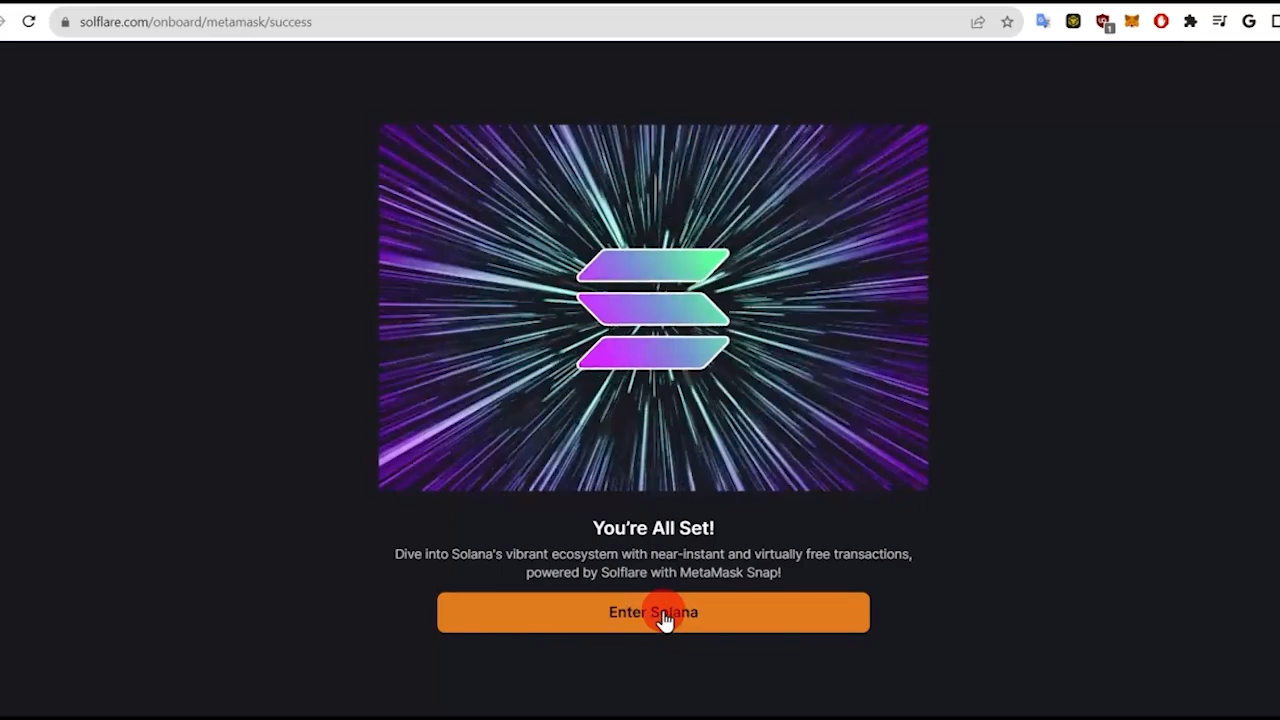 solflare.com/onboard/metamask/success
1
You're All Set!
Dive into Solana's vibrant ecosystem with near-instant and virtually free transactions,
powered by Solflare with MetaMask Snap!
Enter Solana